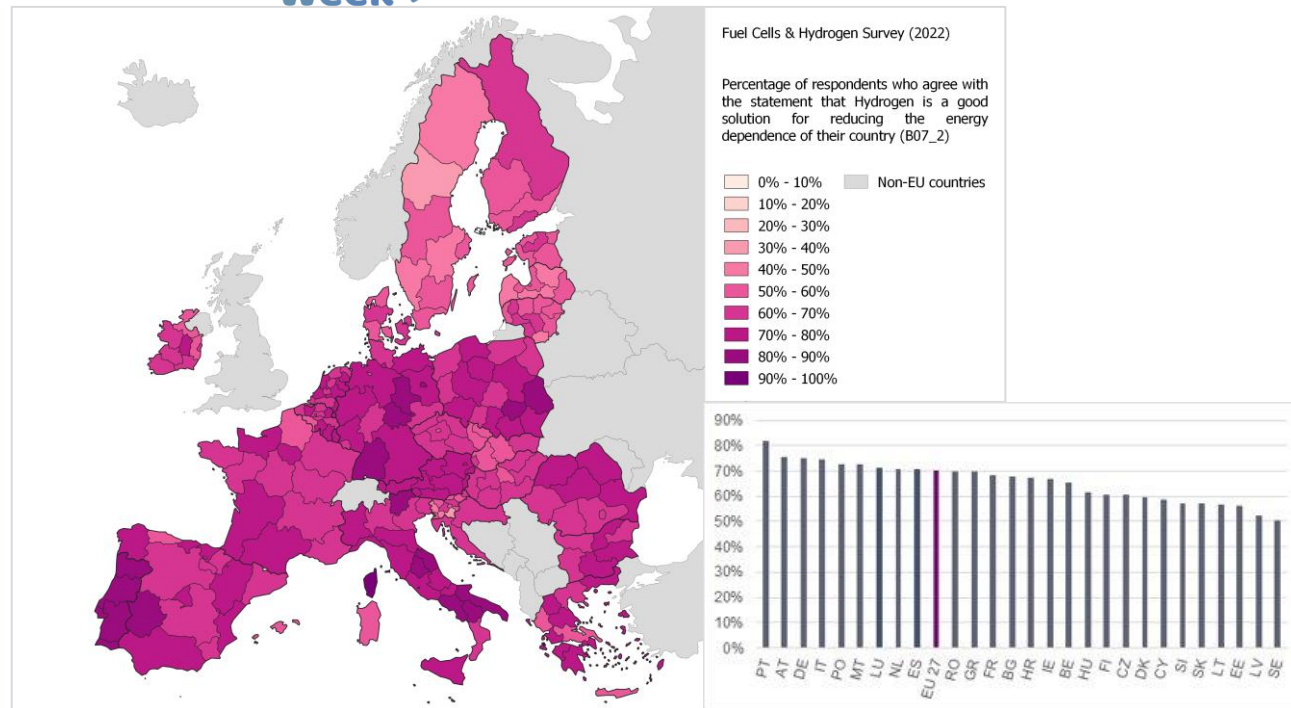 week
Fuel Cells & Hydrogen Survey (2022)
Percentage of respondents who agree with
the statement that Hydrogen is a good
solution for reducing the energy
dependence of their country (B07_2)
0% - 10%
Non-EU countries
10% - 20%
20% - 30%
30% - 40%
40% - 50%
50% - 60%
60% - 70%
70% - 80%
80% - 90%
90% - 100%
90%
80%
70%
60%
50%
40%
30%
20%
10%
0%
PT
AT
DE
IT
PO
MT
LU
NL
ES
EU 27
RO
GR
FR
BG
HR
IE
BE
HU
FI
CZ
DK
CY
SI
SK
LT
EE
LV
SE